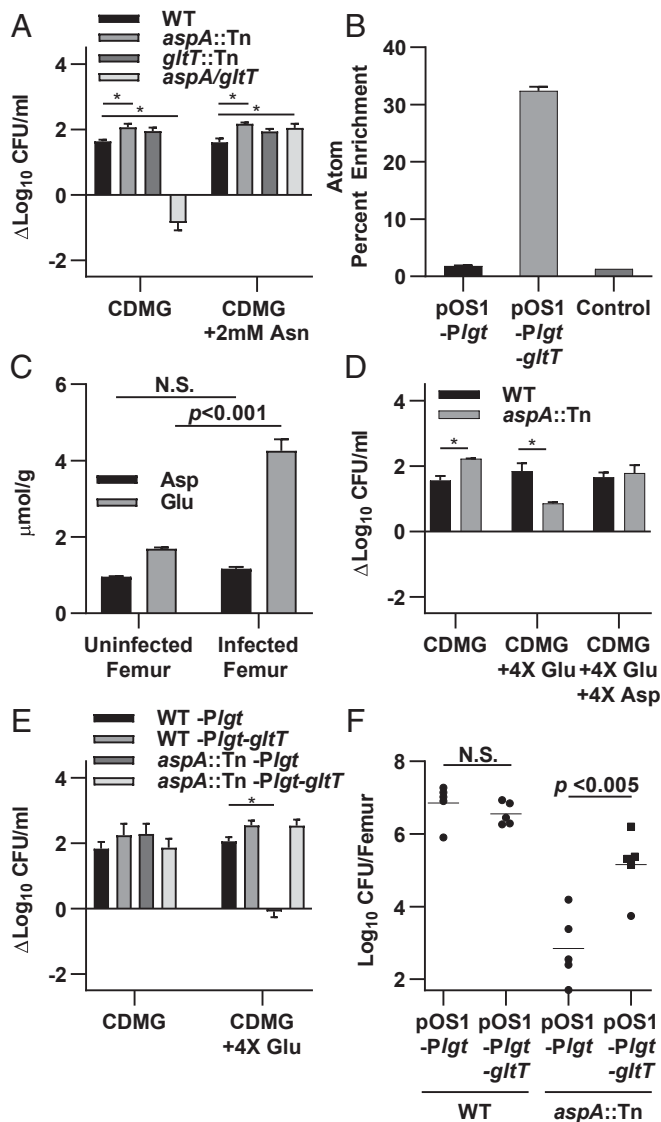 A
WT
aspA::Tn
gltT::Tn
aspA/gltT
ΔLog10 CFU/ml
4
2
0
-2
*
*
*
*
CDMG
CDMG
+2mM Asn
B
Atom
Percent Enrichment
40
30
20
10
0
pOS1
-Plgt
pOS1
-Plgt
-gltT
Control
C
μmol/g
6
4
2
0
N.S.
p<0.001
Asp
Glu
Uninfected
Femur
Infected
Femur
D
WT
aspA::Tn
ΔLog10 CFU/ml
4
2
0
-2
*
*
CDMG
CDMG
+4X Glu
CDMG
+4X Glu
+4X Asp
E
WT -Plgt
WT -Plgt-gltT
aspA::Tn -Plgt
aspA::Tn -Plgt-gltT
ΔLog10 CFU/ml
4
2
0
-2
*
CDMG
CDMG
+4X Glu
F
Log10 CFU/Femur
8
6
4
2
N.S.
p <0.005
pOS1
-Plgt
pOS1
-Plgt
-gltT
pOS1
-Plgt
pOS1
-Plgt
-gltT
WT
aspA::Tn